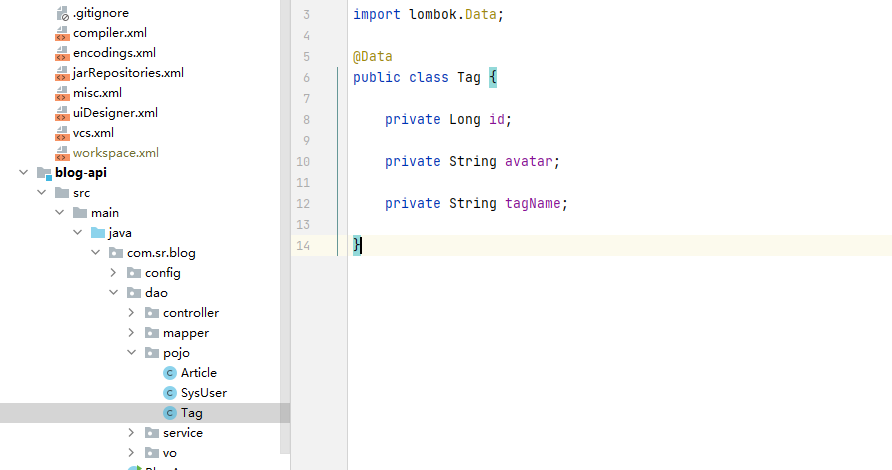 .gitignore
compiler.xml
encodings.xml
jarRepositories.xml
misc.xml
uiDesigner.xml
vcs.xml
workspace.xml
blog-api
src
main
java
com.sr.blog
config
dao
controller
mapper
pojo
Article
SysUser
Tag
service
vo
3 import lombok.Data;
4
5 @Data
6 public class Tag {
7
8 private Long id;
9
10 private String avatar;
11
12 private String tagName;
13
14 }